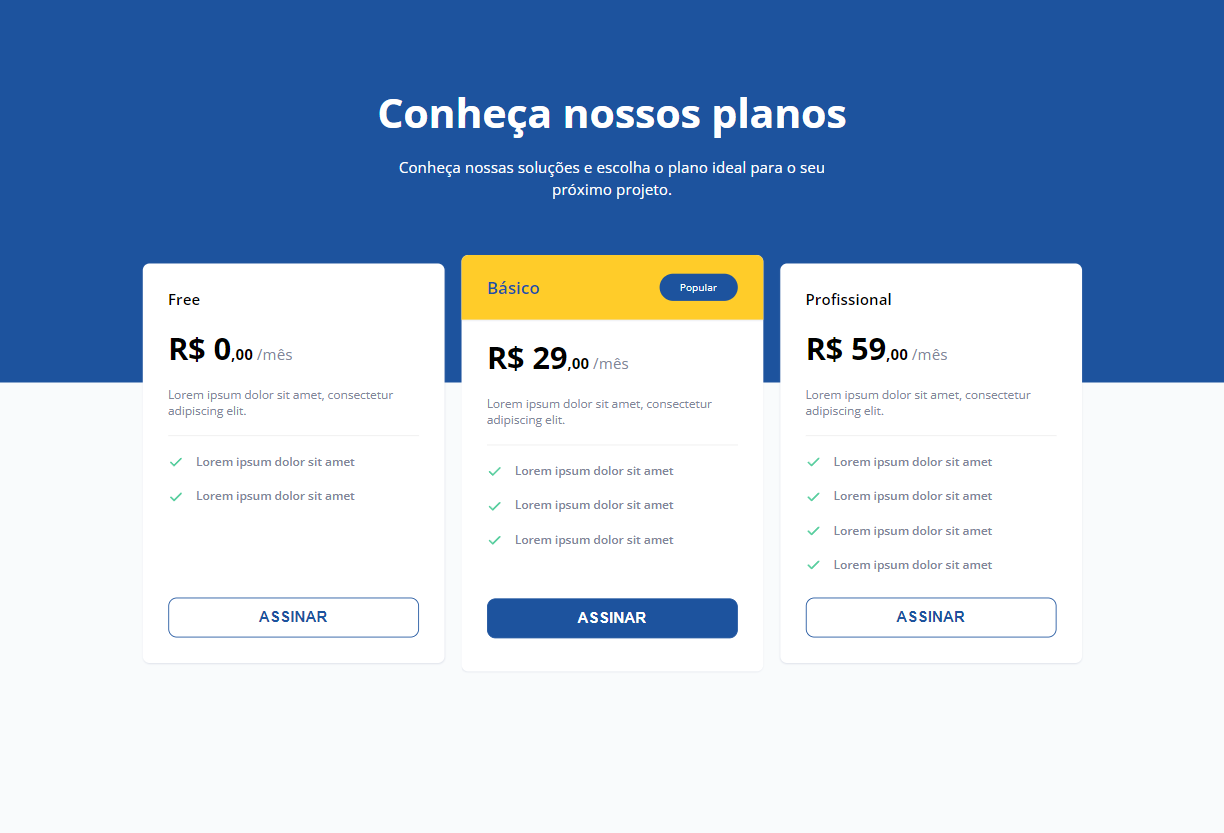 Conheça nossos planos
Conheça nossas soluções e escolha o plano ideal para o seu
próximo projeto.
Free
R$ 0,00 /mês
Lorem ipsum dolor sit amet, consectetur
adipiscing elit.
Lorem ipsum dolor sit amet
Lorem ipsum dolor sit amet
ASSINAR
Básico
Popular
R$ 29,00 /mês
Lorem ipsum dolor sit amet, consectetur
adipiscing elit.
Lorem ipsum dolor sit amet
Lorem ipsum dolor sit amet
Lorem ipsum dolor sit amet
ASSINAR
Profissional
R$ 59,00 /mês
Lorem ipsum dolor sit amet, consectetur
adipiscing elit.
Lorem ipsum dolor sit amet
Lorem ipsum dolor sit amet
Lorem ipsum dolor sit amet
Lorem ipsum dolor sit amet
ASSINAR